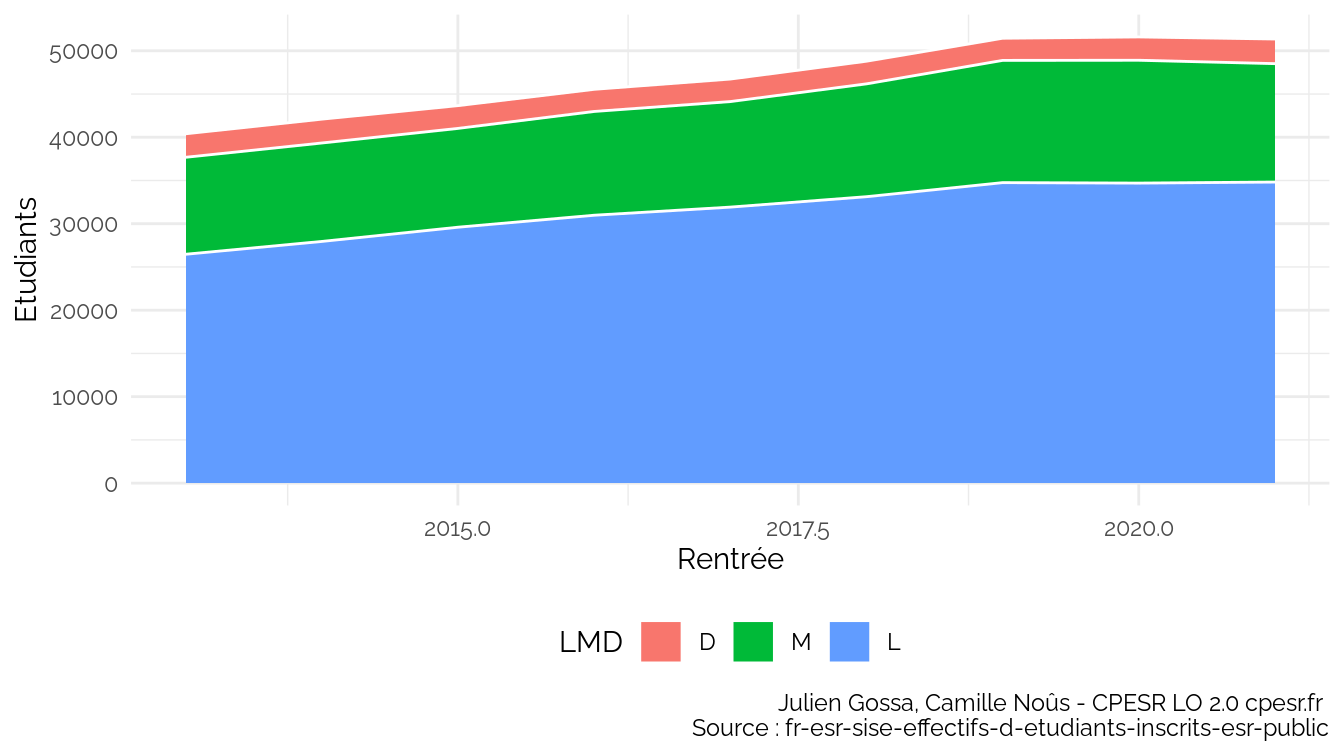 50000
40000
30000
20000
10000
0
Etudiants
2015.0 2017.5 2020.0
Rentrée
LMD D M L
Julien Gossa, Camille Noûs - CPESR LO 2.0 cpesr.fr
Source : fr-esr-sise-effectifs-d-etudiants-inscrits-esr-public